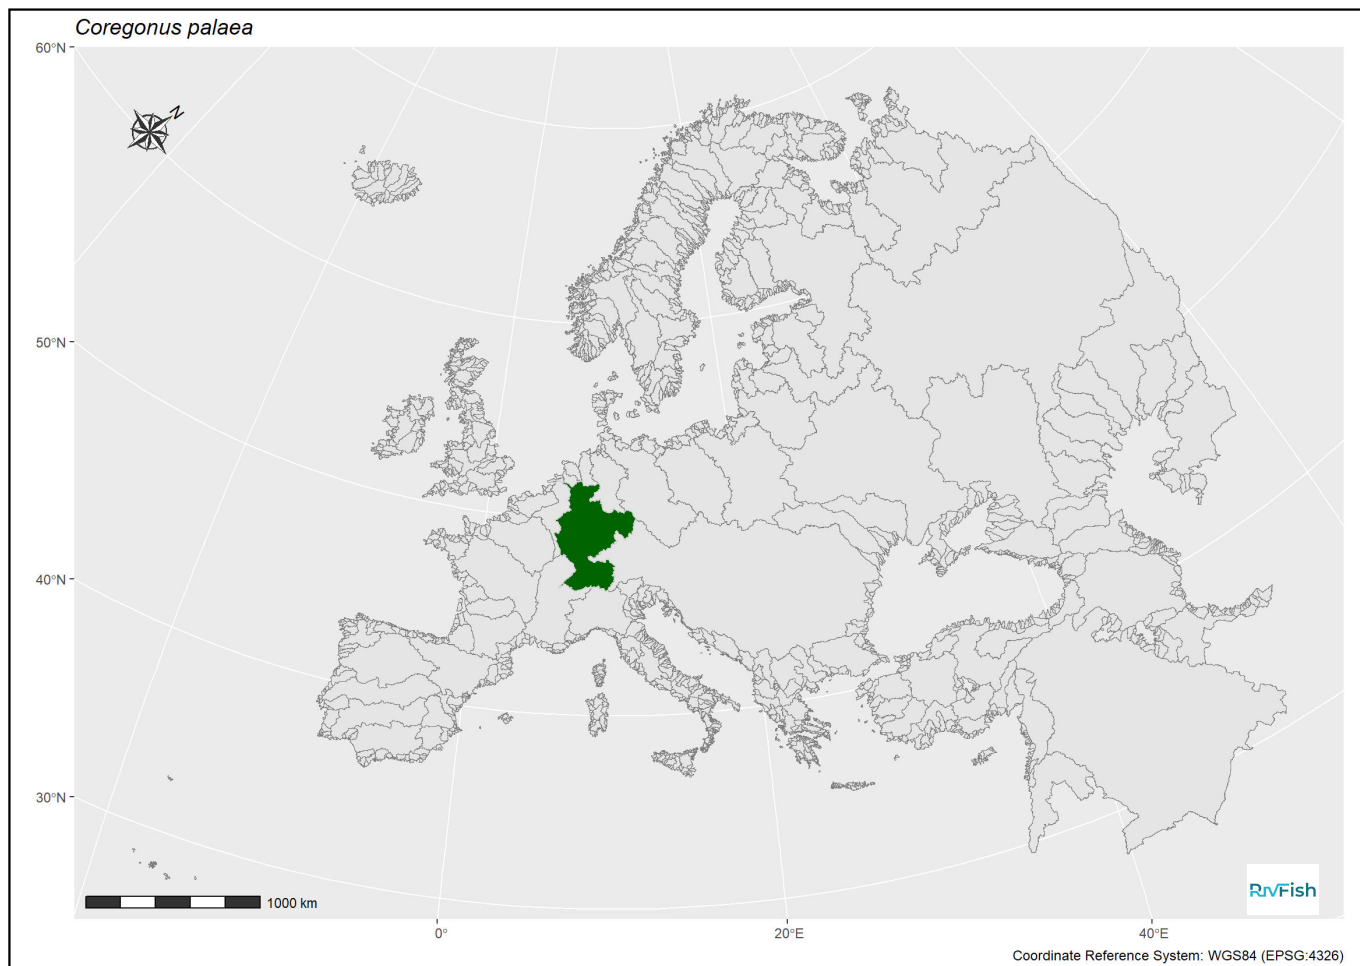 Coregonus palaea
60°N
N
50°N
40°N
30°N
1000 km
RIVFish
0°
20°E
40°E
Coordinate Reference System: WGS84 (EPSG:4326)